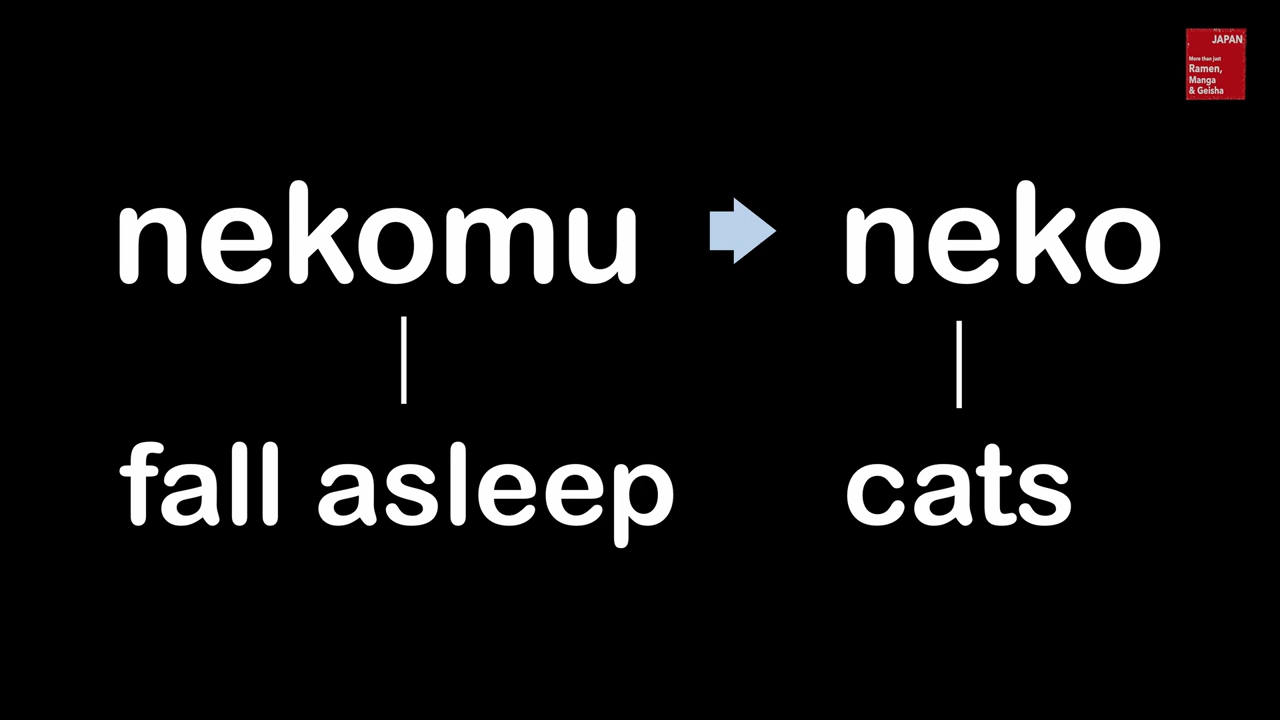 JAPAN
More than just
Ramen,
Manga
& Geisha
nekomu neko
fall asleep cats